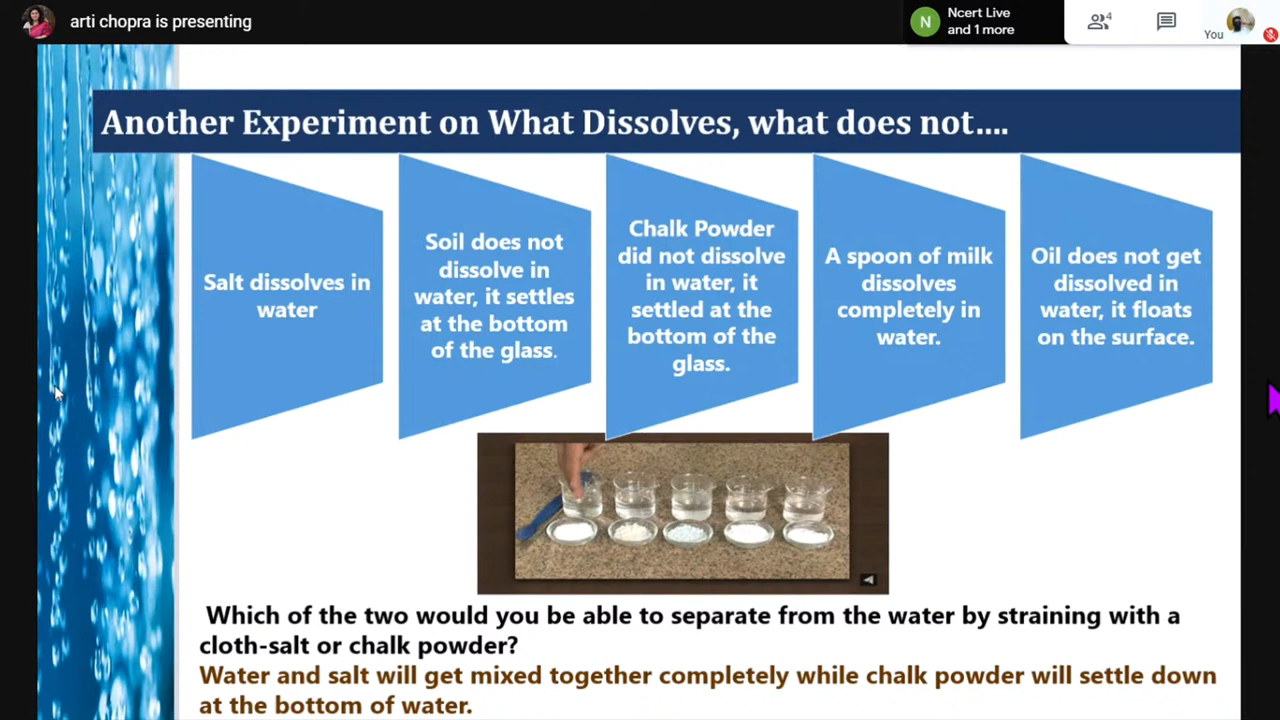 arti chopra is presenting
N
Ncert Live
and 1 more
4
You
Another Experiment on What Dissolves, what does not....
Salt dissolves in
water
Soil does not
dissolve in
water, it settles
at the bottom
of the glass.
Chalk Powder
did not dissolve
in water, it
settled at the
bottom of the
glass.
A spoon of milk
dissolves
completely in
water.
Oil does not get
dissolved in
water, it floats
on the surface.
Which of the two would you be able to separate from the water by straining with a
cloth-salt or chalk powder?
Water and salt will get mixed together completely while chalk powder will settle down
at the bottom of water.